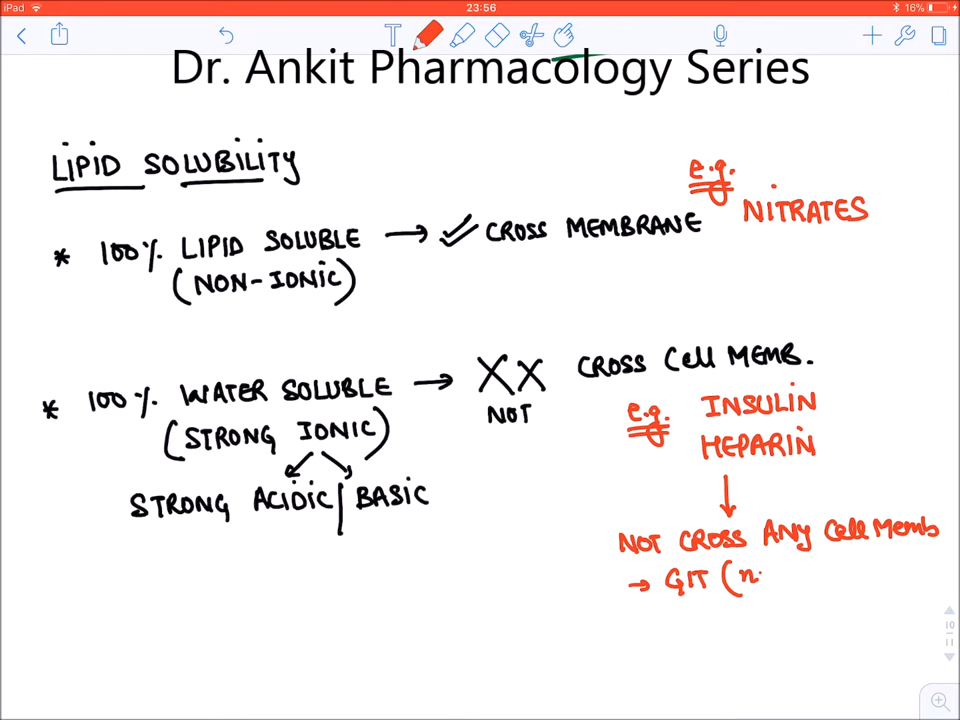 iPad 23:56 16%
T
Dr. Ankit Pharmacology Series
LIPID SOLUBILITY
e.g.
NITRATES
* 100% LIPID SOLUBLE → ✓ CROSS MEMBRANE
(NON-IONIC)
* 100% WATER SOLUBLE → XX CROSS Cell MEMB.
NOT
(STRONG IONIC)
e.g. INSULIN
HEPARIN
STRONG ACIDIC | BASIC
NOT CROSS ANY Cell Memb
→ GIT (n.
10
11